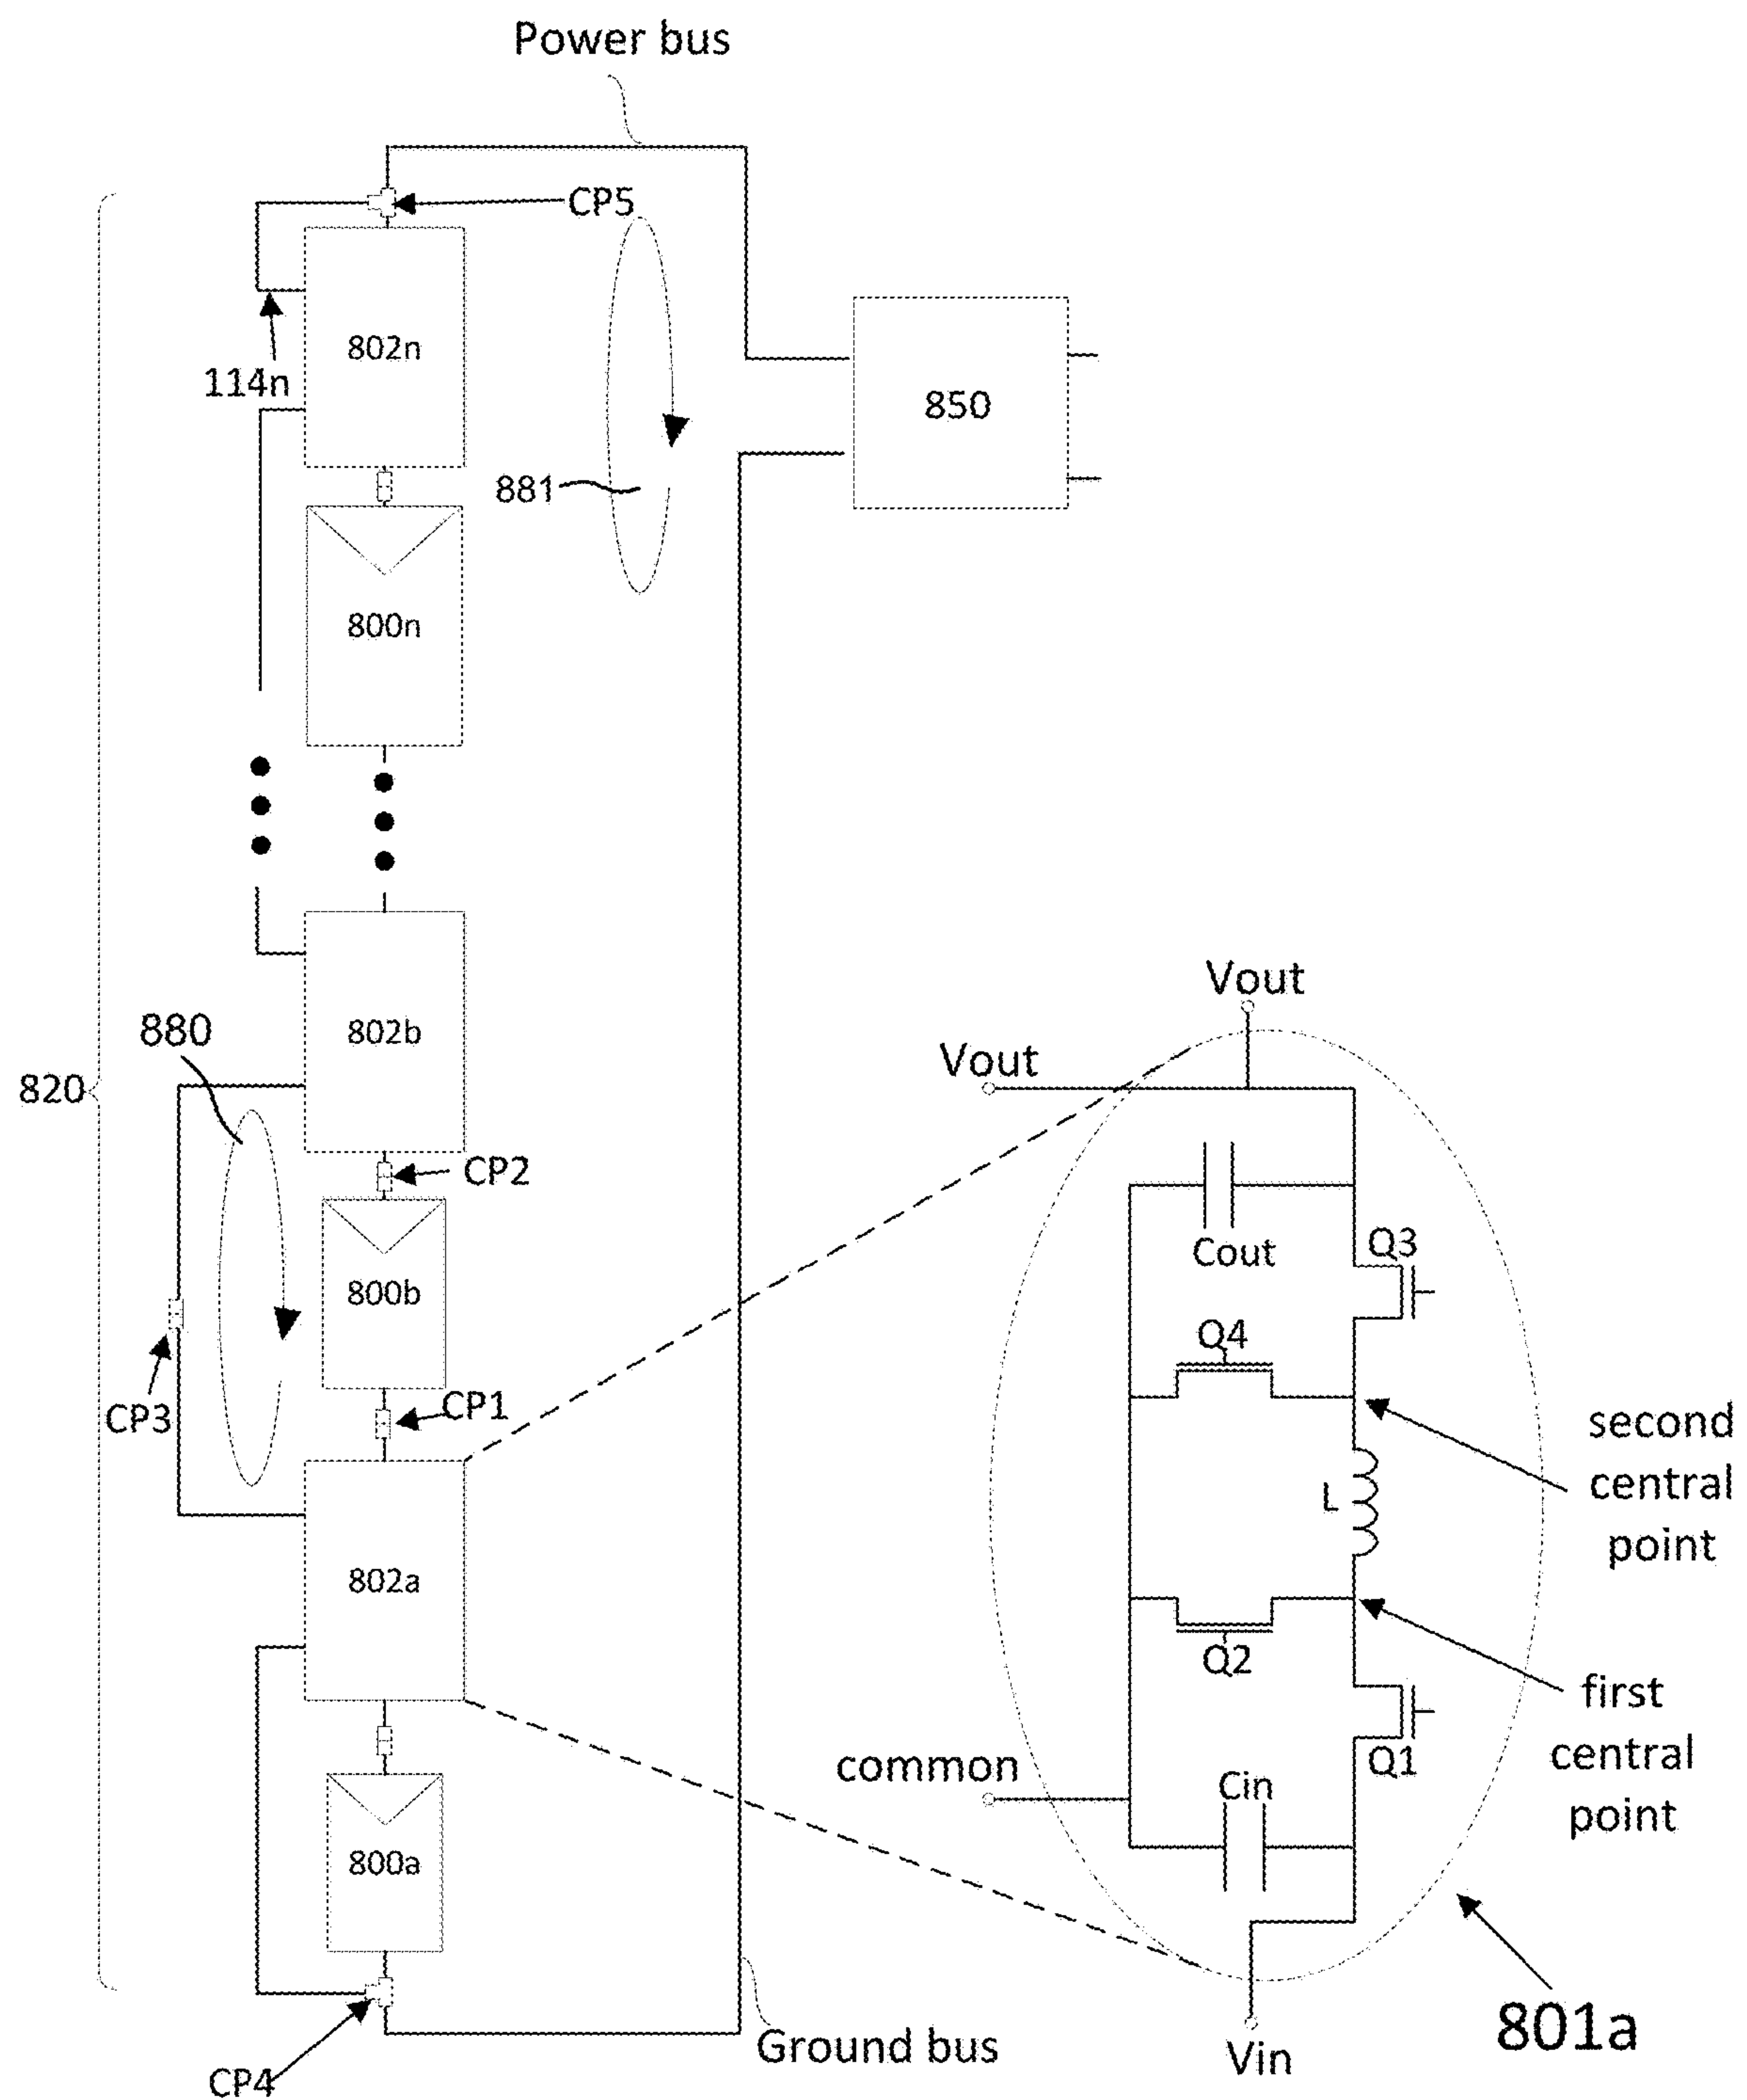 Power bus
CP5
802n
114n
850
881
800n
802b
880
820
CP2
800b
CP3
CP1
802a
800a
CP4
Ground bus
Vout
Vout
Cout
Q3
Q4
second
central
point
L
Q2
first
central
point
Q1
common
Cin
Vin
801a